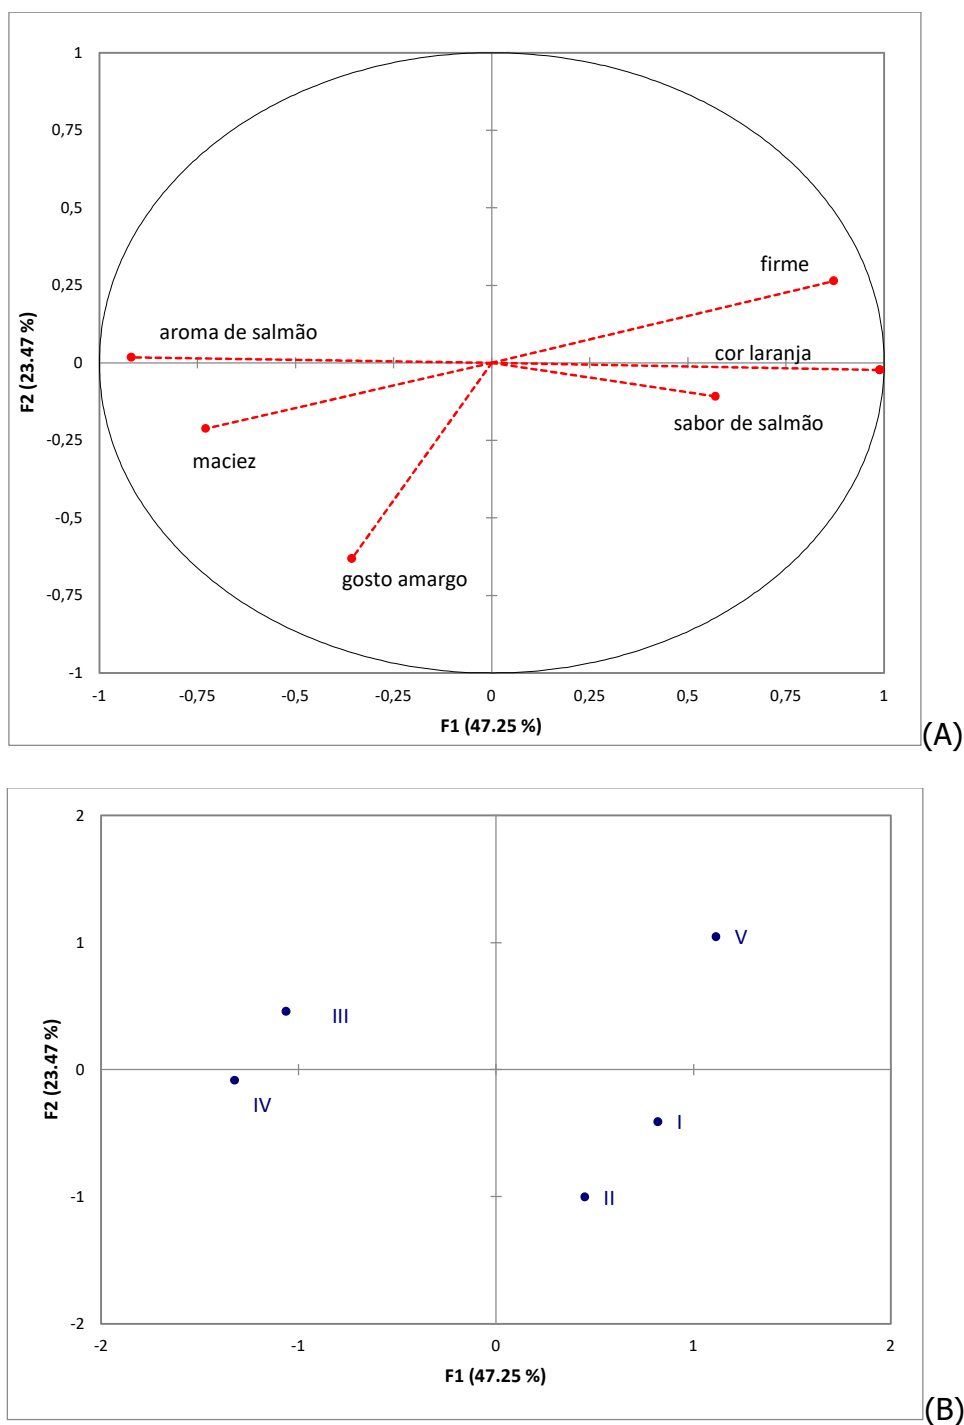 1
0,75
0,5
firme
0,25
aroma de salmão
cor laranja
0
F2 (23.47 %)
sabor de salmão
-0,25
maciez
-0,5
gosto amargo
-0,75
-1
-1 -0,75 -0,5 -0,25 0 0,25 0,5 0,75 1
F1 (47.25 %)
(A)
2
V
1
III
0
F2 (23.47 %)
IV
I
-1
II
-2
-2 -1 0 1 2
F1 (47.25 %)
(B)